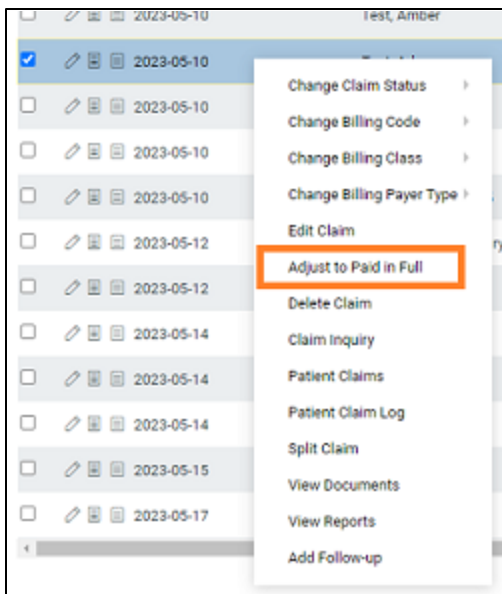 2023-05-10 Test, Amber
2023-05-10
Change Claim Status
2023-05-10
Change Billing Code
2023-05-10
Change Billing Class
2023-05-10
Change Billing Payer Type
Edit Claim
2023-05-12
Adjust to Paid in Full
2023-05-12
Delete Claim
2023-05-14
Claim Inquiry
2023-05-14
Patient Claims
2023-05-14
Patient Claim Log
Split Claim
2023-05-15
View Documents
2023-05-17
View Reports
Add Follow-up